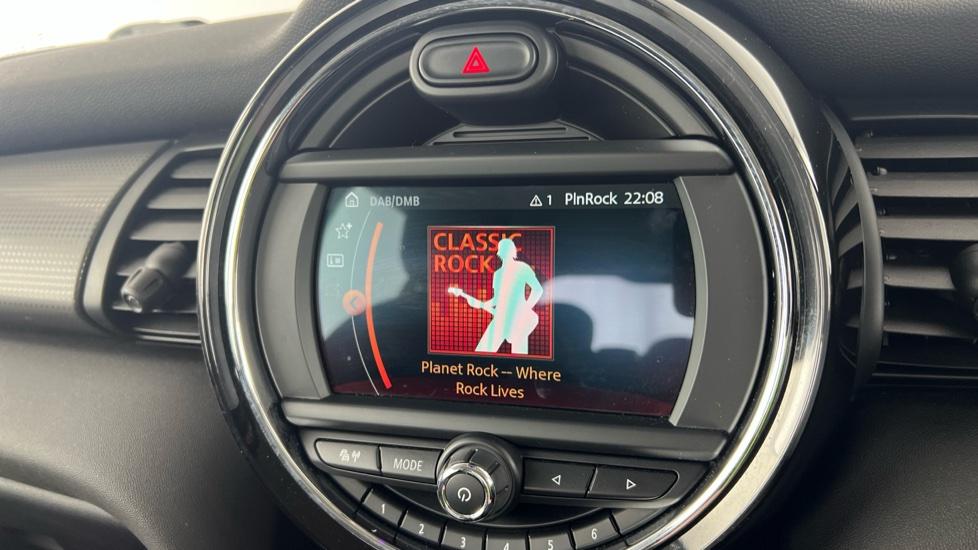 DAB/DMB 1 PlnRock 22:08
CLASSIC
ROCK
Planet Rock -- Where
Rock Lives
MODE
1 2 3 4 5 6